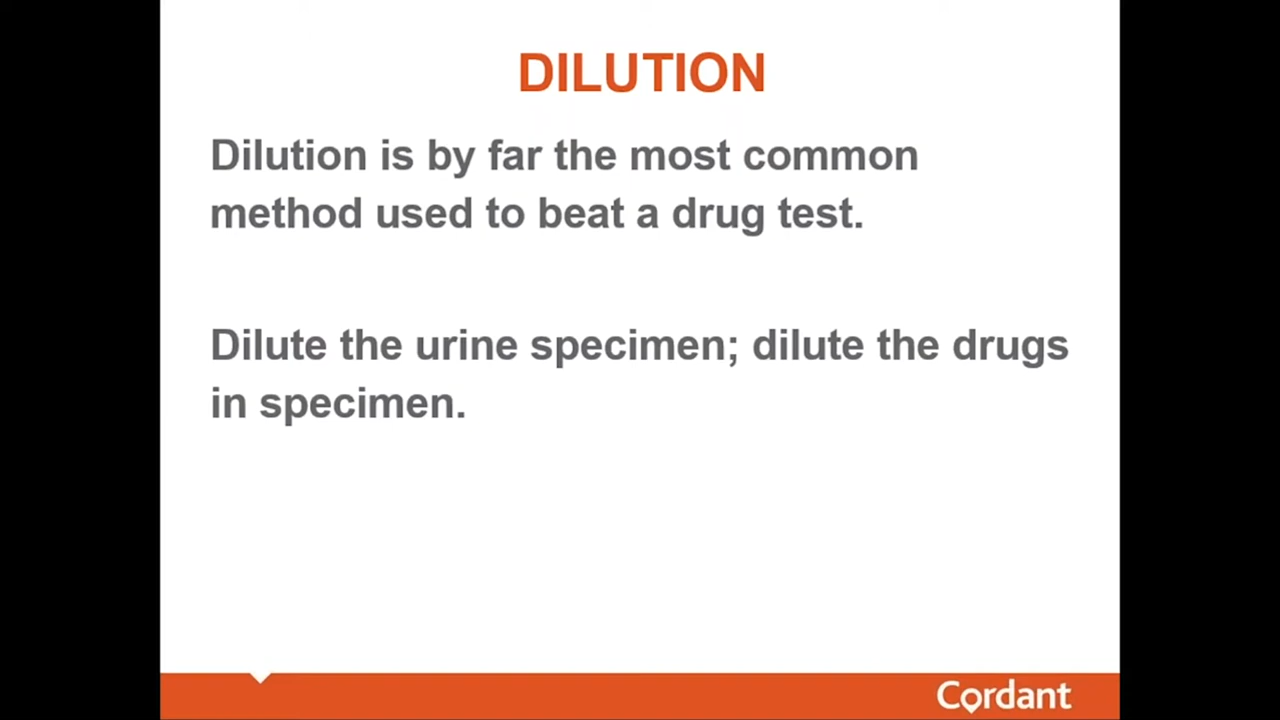 DILUTION
Dilution is by far the most common
method used to beat a drug test.
Dilute the urine specimen; dilute the drugs
in specimen.
Cordant